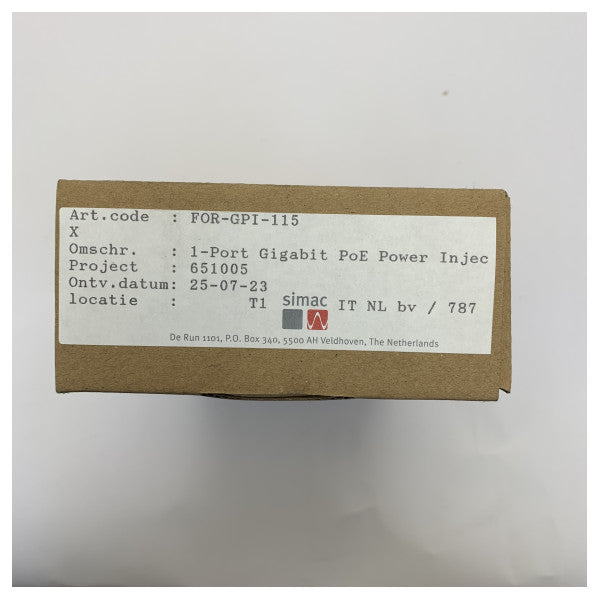 Art.code : FOR-GPI-115
X
Omschr. : 1-Port Gigabit PoE Power Injec
Project : 651005
Ontv.datum: 25-07-23
locatie : T1 simac IT NL bv / 787
De Run 1101, P.O. Box 340, 5500 AH Veldhoven, The Netherlands